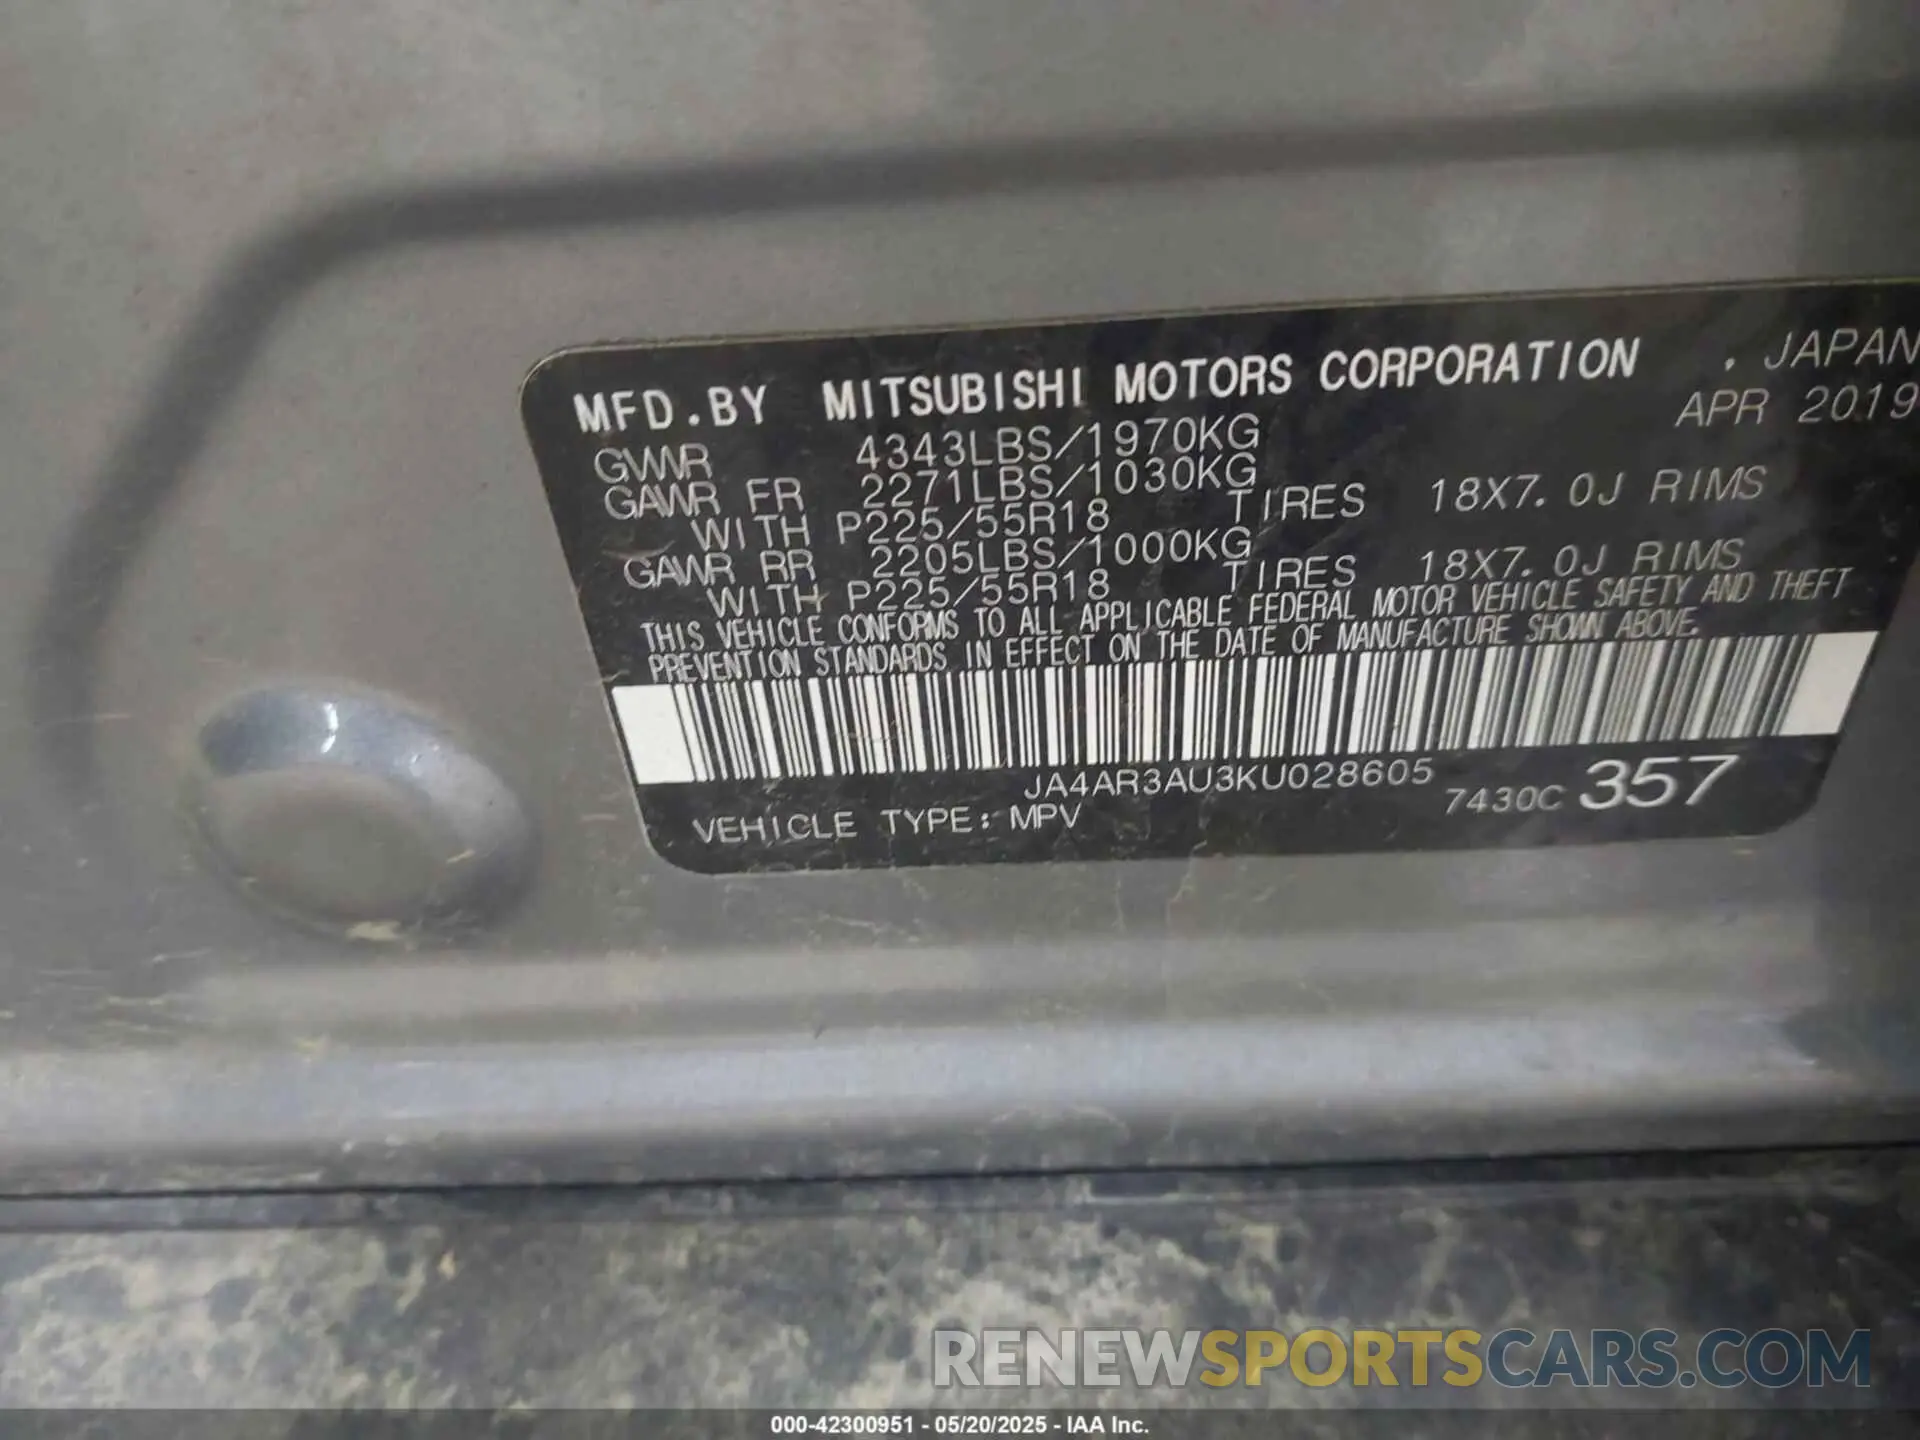 MFD.BY MITSUBISHI MOTORS CORPORATION , JAPAN
APR 2019
GVWR 4343LBS/1970KG
GAWR FR 2271LBS/1030KG
WITH P225/55R18 TIRES 18X7.0J RIMS
GAWR RR 2205LBS/1000KG
WITH P225/55R18 TIRES 18X7.0J RIMS
THIS VEHICLE CONFORMS TO ALL APPLICABLE FEDERAL MOTOR VEHICLE SAFETY AND THEFT
PREVENTION STANDARDS IN EFFECT ON THE DATE OF MANUFACTURE SHOWN ABOVE.
JA4AR3AU3KU028605
VEHICLE TYPE: MPV 7430C 357
RENEWSPORTSCARS.COM
000-42300951 - 05/20/2025 - IAA Inc.